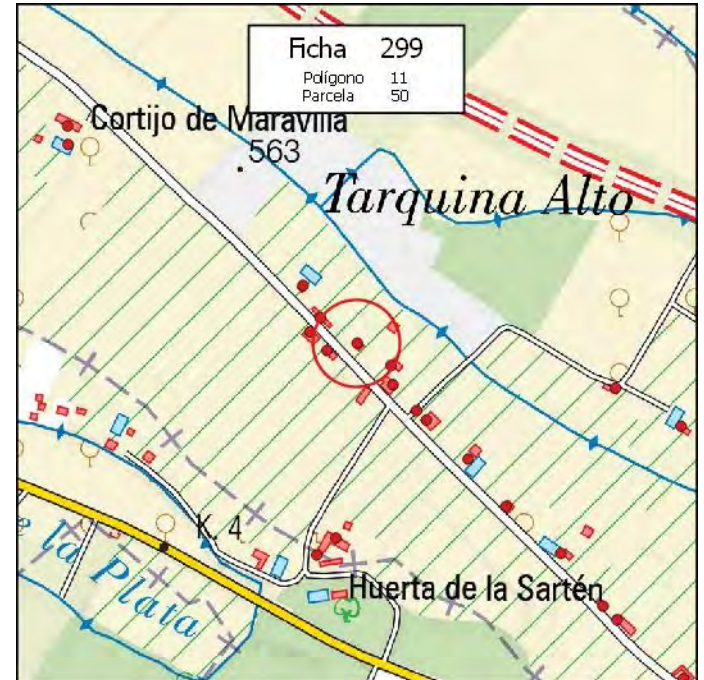 Ficha 299
Polígono 11
Parcela 50
Cortijo de Maravilla
563
Tarquina Alto
K. 4
e la Plata
Huerta de la Sartén